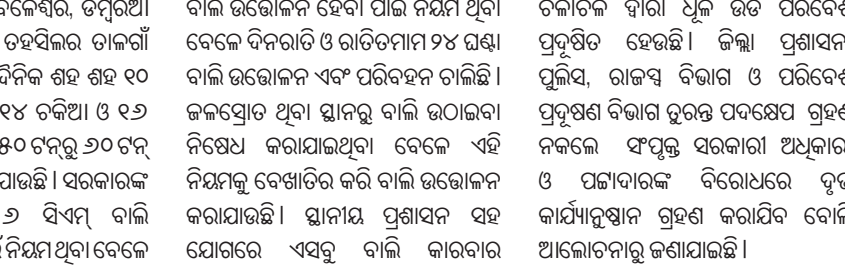 ବଳେଶ୍ୱର, ଡମ୍ବରଆ
ତହସିଲର ତାଳଗାଁ
ଦୈନିକ ଶହ ଶହ ୧୦
୧୪ ଚକିଆ ଓ ୧୬
୫୦ ଟନ୍‌ରୁ ୬୦ ଟନ୍
ଯାଉଛି । ସରକାରଙ୍କ
୬ ସିଏମ୍ ବାଲି
ନିୟମ ଥିବା ବେଳେ
ବାଲି ଉତ୍ତୋଳନ ହେବା ପାଇଁ ନିୟମ ଥିବା
ବେଳେ ଦିନରାତି ଓ ରାତିତମାମ ୨୪ ଘଣ୍ଟା
ବାଲି ଉତ୍ତୋଳନ ଏବଂ ପରିବହନ ଚାଲିଛି ।
ଜଳସ୍ରୋତ ଥିବା ସ୍ଥାନରୁ ବାଲି ଉଠାଇବା
ନିଷେଧ କରାଯାଇଥିବା ବେଳେ ଏହି
ନିୟମକୁ ବେଖାତିର କରି ବାଲି ଉତ୍ତୋଳନ
କରାଯାଉଛି । ସ୍ଥାନୀୟ ପ୍ରଶାସନ ସହ
ଯୋଗରେ ଏସବୁ ବାଲି କାରବାର
ଚଳାଚଳ ଦ୍ୱାରା ଧୂଳି ଉଡି ପରିବେଶ
ପ୍ରଦୂଷିତ ହେଉଛି । ଜିଲ୍ଲା ପ୍ରଶାସନ
ପୁଲିସ, ରାଜସ୍ୱ ବିଭାଗ ଓ ପରିବେଶ
ପ୍ରଦୂଷଣ ବିଭାଗ ତୁରନ୍ତ ପଦକ୍ଷେପ ଗ୍ରହଣ
ନକଲେ ସଂପୃକ୍ତ ସରକାରୀ ଅଧିକାର
ଓ ପଟ୍ଟାଦାରଙ୍କ ବିରୋଧରେ ଦୃଢ
କାର୍ଯ୍ୟାନୁଷ୍ଠାନ ଗ୍ରହଣ କରାଯିବ ବୋଲି
ଆଲୋଚନାରୁ ଜଣାଯାଇଛି ।